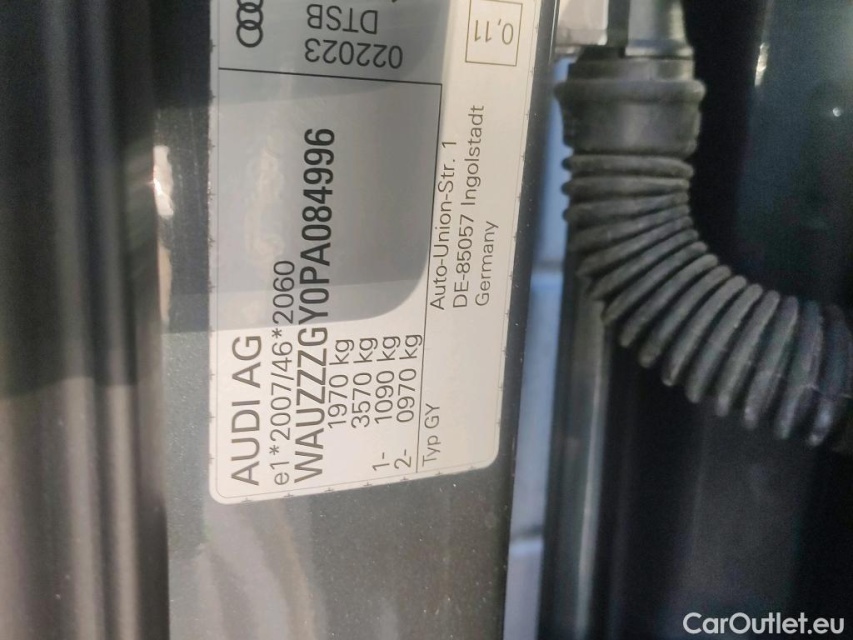 AUDI AG
e1*2007/46*2060
WAUZZZGY0PA084996
1970 kg
3570 kg
1- 1090 kg
2- 0970 kg
Typ GY
Auto-Union-Str. 1
DE-85057 Ingolstadt
Germany
022023
DTSB
0,11
CarOutlet.eu